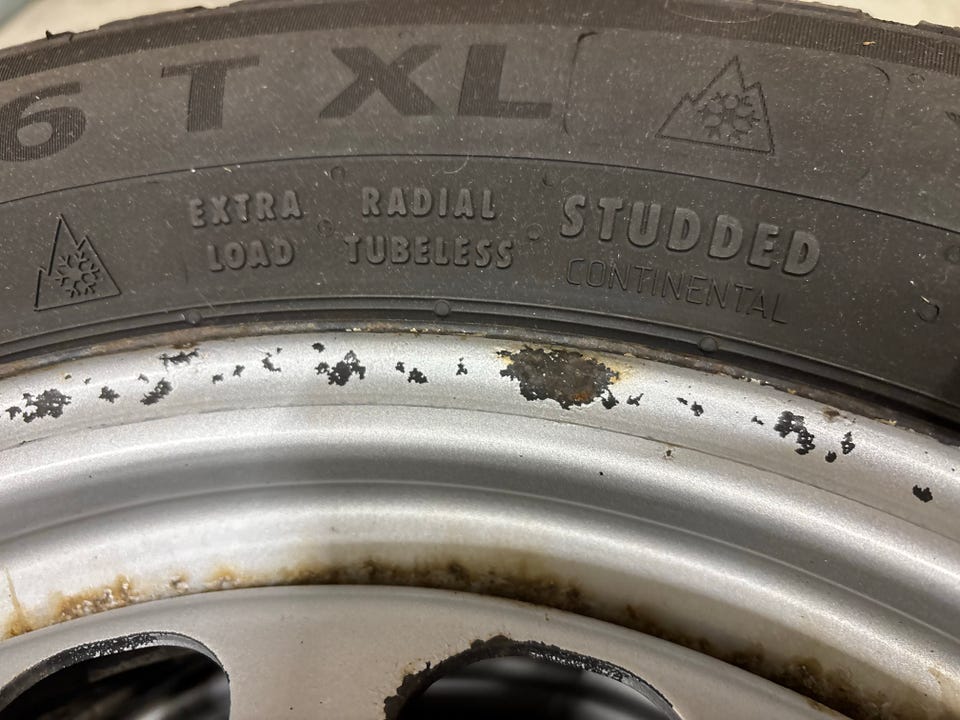 6 T XL
EXTRA
LOAD
RADIAL
TUBELESS
STUDDED
CONTINENTAL